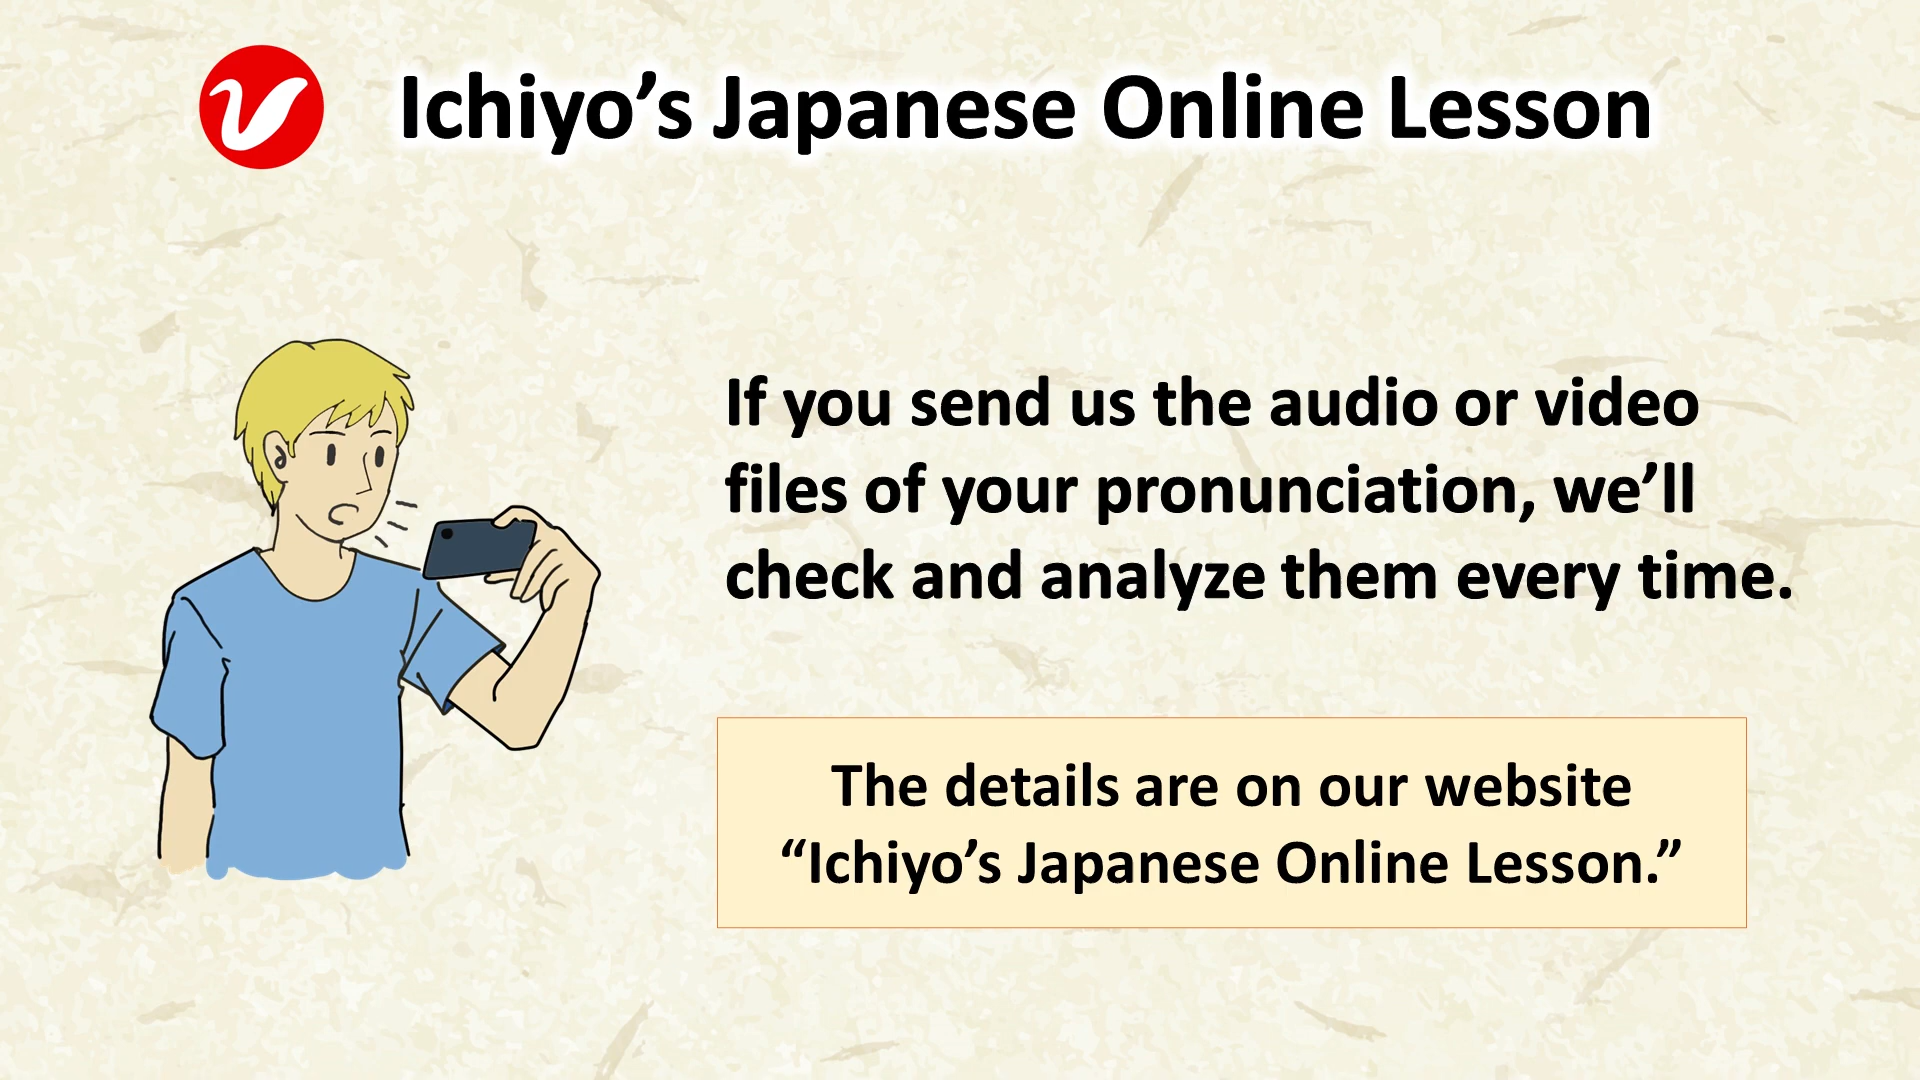 Ichiyo’s Japanese Online Lesson
If you send us the audio or video
files of your pronunciation, we’ll
check and analyze them every time.
The details are on our website
“Ichiyo’s Japanese Online Lesson.”